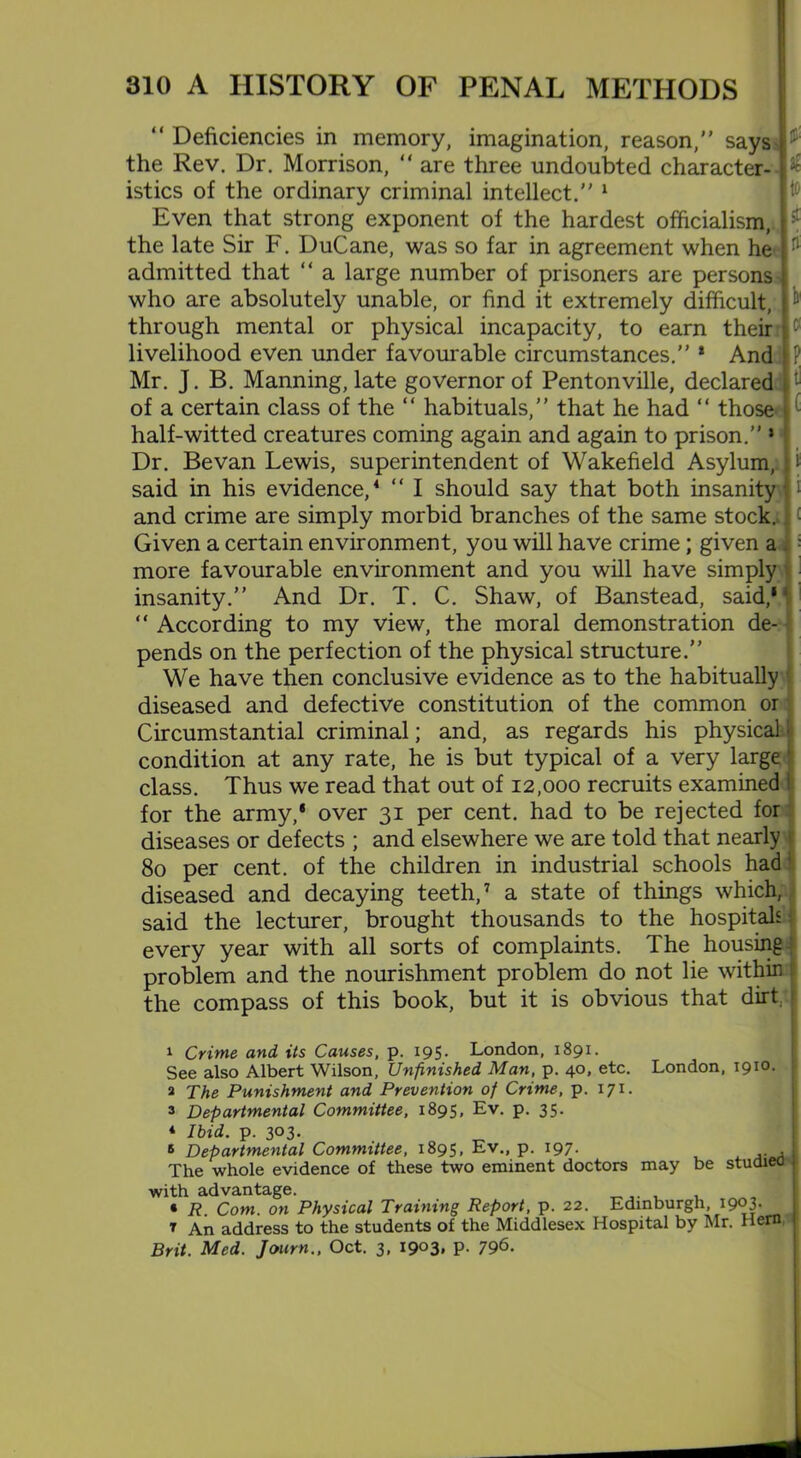 310 A HISTORY OF PENAL METHODS
“ Deficiencies in memory, imagination, reason,” says
the Rev. Dr. Morrison, “ are three undoubted character-
istics of the ordinary criminal intellect.” ¹
Even that strong exponent of the hardest officialism,
the late Sir F. DuCane, was so far in agreement when he
admitted that “ a large number of prisoners are persons
who are absolutely unable, or find it extremely difficult,
through mental or physical incapacity, to earn their
livelihood even under favourable circumstances.” ² And
Mr. J. B. Manning, late governor of Pentonville, declared
of a certain class of the “ habituals,” that he had “ those
half-witted creatures coming again and again to prison.” ³
Dr. Bevan Lewis, superintendent of Wakefield Asylum,
said in his evidence,⁴ “ I should say that both insanity
and crime are simply morbid branches of the same stock.
Given a certain environment, you will have crime ; given a
more favourable environment and you will have simply
insanity.” And Dr. T. C. Shaw, of Banstead, said,⁵
“ According to my view, the moral demonstration de-
pends on the perfection of the physical structure.”
We have then conclusive evidence as to the habitually
diseased and defective constitution of the common or
Circumstantial criminal ; and, as regards his physical
condition at any rate, he is but typical of a very large
class. Thus we read that out of 12,000 recruits examined
for the army,⁶ over 31 per cent. had to be rejected for
diseases or defects ; and elsewhere we are told that nearly
80 per cent. of the children in industrial schools had
diseased and decaying teeth,⁷ a state of things which,
said the lecturer, brought thousands to the hospitals
every year with all sorts of complaints. The housing
problem and the nourishment problem do not lie within
the compass of this book, but it is obvious that dirt,
¹ Crime and its Causes, p. 195. London, 1891.
See also Albert Wilson, Unfinished Man, p. 40, etc. London, 1910.
² The Punishment and Prevention of Crime, p. 171.
³ Departmental Committee, 1895, Ev. p. 35.
⁴ Ibid. p. 303.
⁵ Departmental Committee, 1895, Ev., p. 197.
The whole evidence of these two eminent doctors may be studied
with advantage.
⁶ R. Com. on Physical Training Report, p. 22. Edinburgh, 1903.
⁷ An address to the students of the Middlesex Hospital by Mr. Hern,
Brit. Med. Journ., Oct. 3, 1903, p. 796.